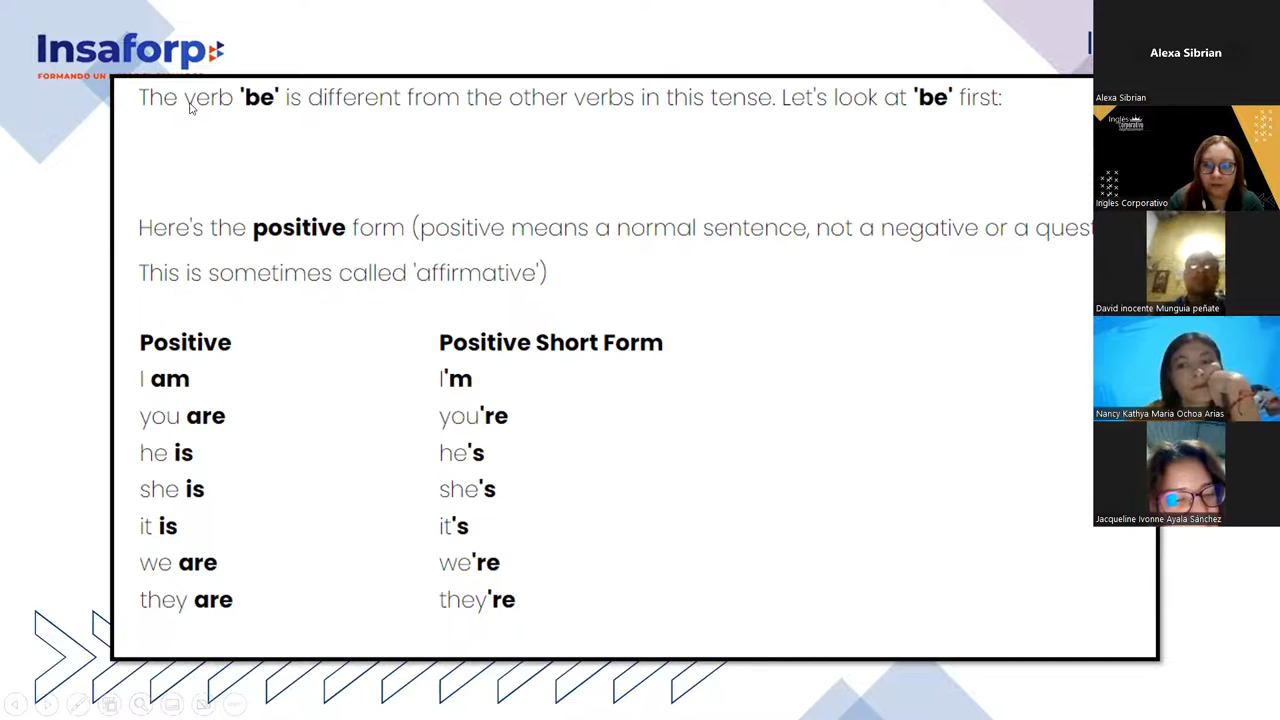 Insaforp
FORMANDO UN
The verb 'be' is different from the other verbs in this tense. Let's look at 'be' first:
Here's the positive form (positive means a normal sentence, not a negative or a quest
This is sometimes called 'affirmative')
Positive Positive Short Form
I am I'm
you are you're
he is he's
she is she's
it is it's
we are we're
they are they're
Alexa Sibrian
Alexa Sibrian
Inglés
Corporativo
Ingles Corporativo
David inocente Munguia peñate
Nancy Kathya Maria Ochoa Arias
Jacqueline Ivonne Ayala Sánchez